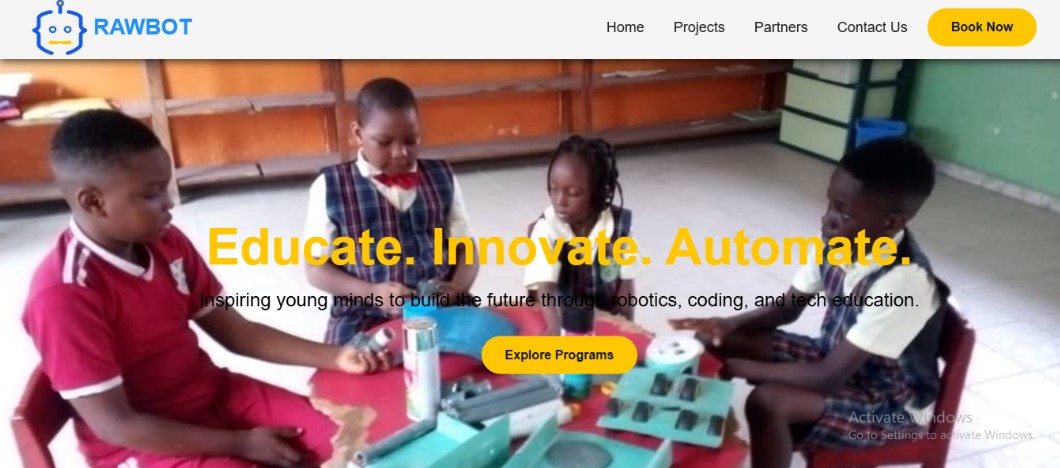 RAWBOT
Home Projects Partners Contact Us Book Now
Educate. Innovate. Automate.
Inspiring young minds to build the future through robotics, coding, and tech education.
Explore Programs
Activate Windows
Go to Settings to activate Windows.